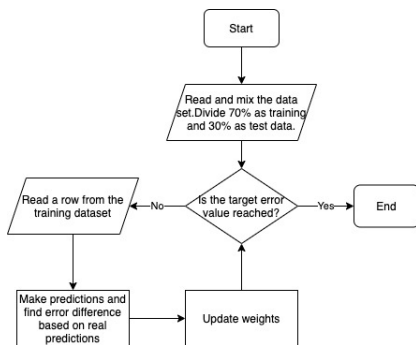 Start
Read and mix the data
set.Divide 70% as training
and 30% as test data.
Is the target error
value reached?
No
Yes
End
Read a row from the
training dataset
Make predictions and
find error difference
based on real
predictions
Update weights